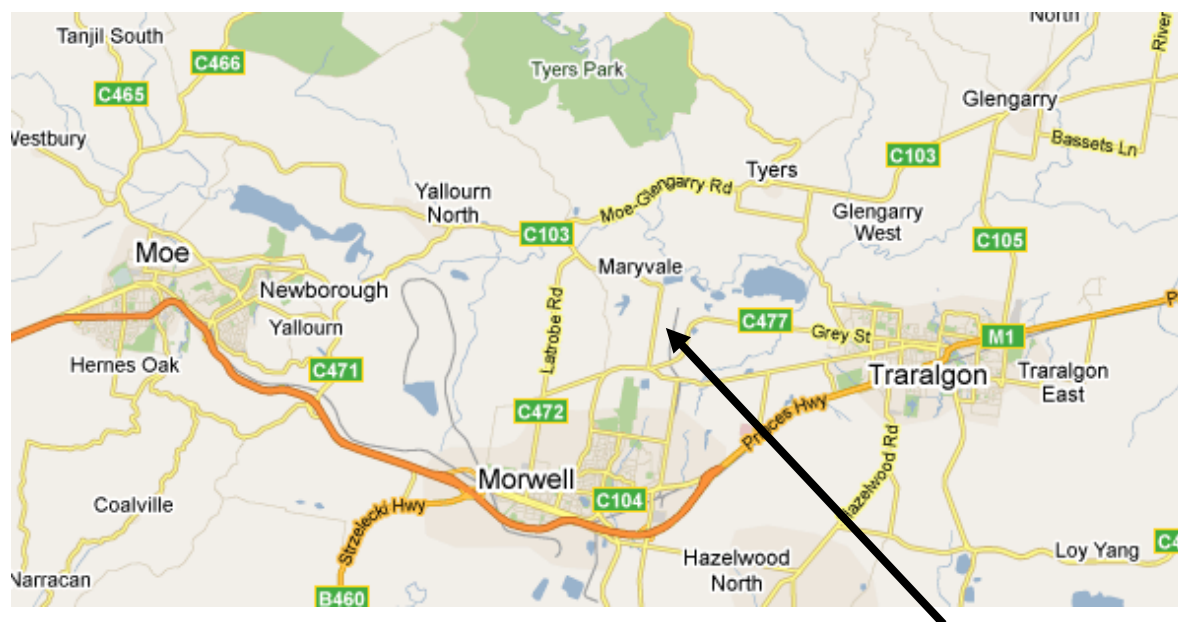 North
Tanjil South
River
C466
Tyers Park
C465
Glengarry
Westbury
Bassets Ln
C103
Tyers
Yallourn
North
Moe-Glengarry Rd
Glengarry
West
C103
C105
Moe
Maryvale
Newborough
Latrobe Rd
C477
Yallourn
Grey St
M1
Hernes Oak
C471
Traralgon
Traralgon
East
C472
Princes Hwy
Hazelwood Rd
Morwell
C104
Coalville
Strzelecki Hwy
Hazelwood
North
Loy Yang
Narracan
B460